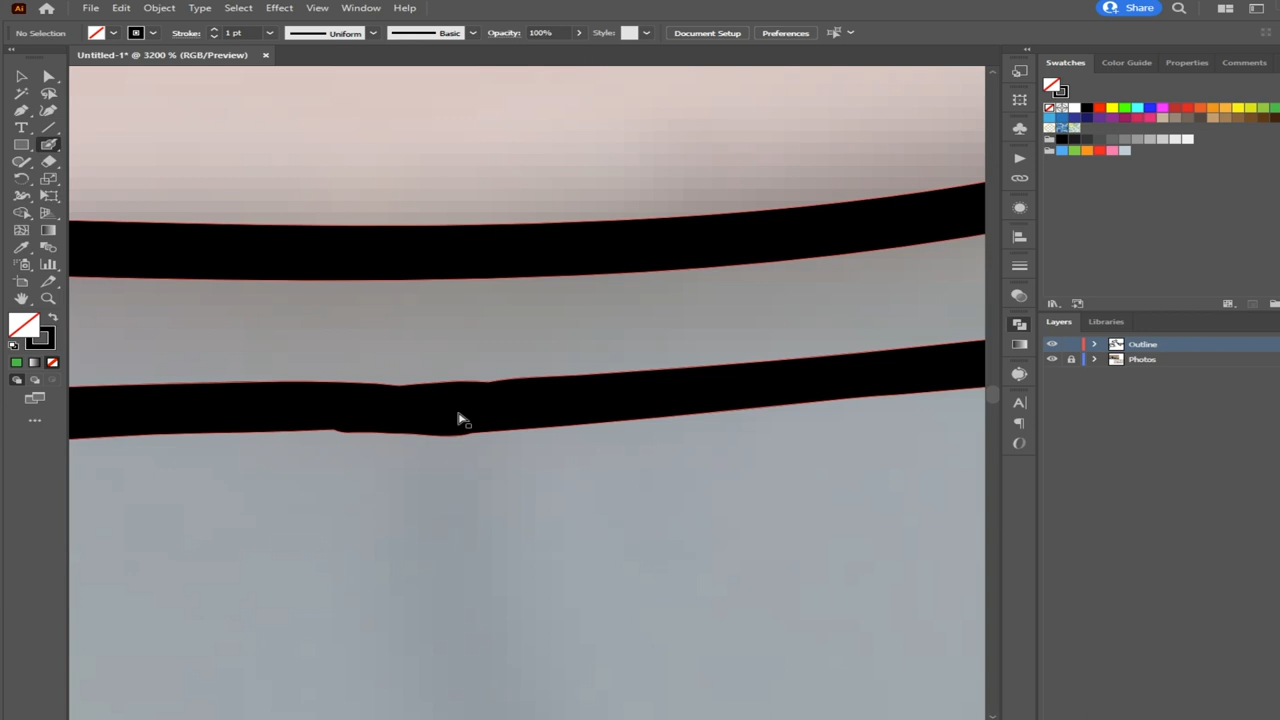 Ai File Edit Object Type Select Effect View Window Help Share
No Selection Stroke: 1 pt Uniform Basic Opacity: 100% Style: Document Setup Preferences
Untitled-1* @ 3200 % (RGB/Preview) ×
Swatches Color Guide Properties Comments
Layers Libraries
Outline
Photos